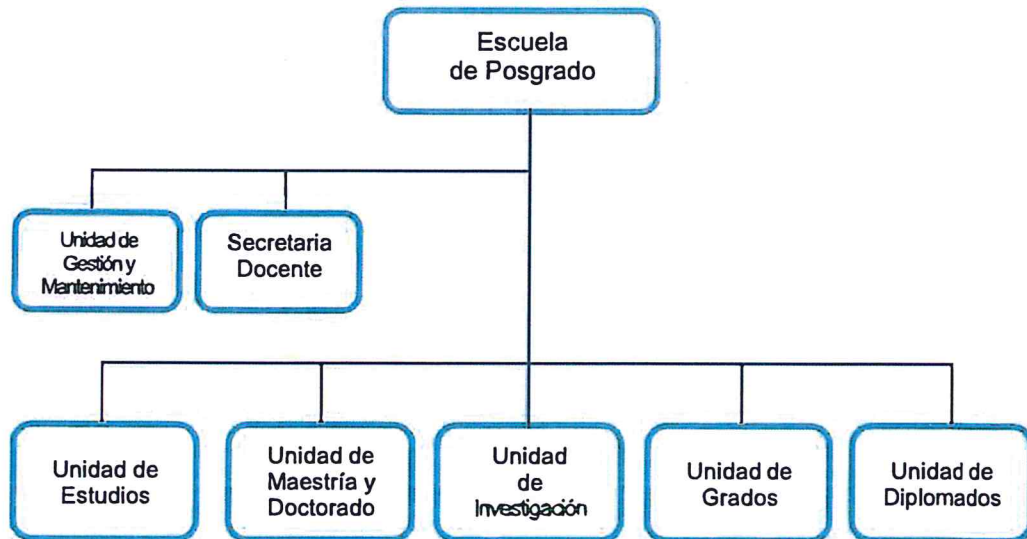 Escuela
de Posgrado
Unidad de
Gestión y
Mantenimiento
Secretaria
Docente
Unidad de
Estudios
Unidad de
Maestría y
Doctorado
Unidad
de
Investigación
Unidad de
Grados
Unidad de
Diplomados